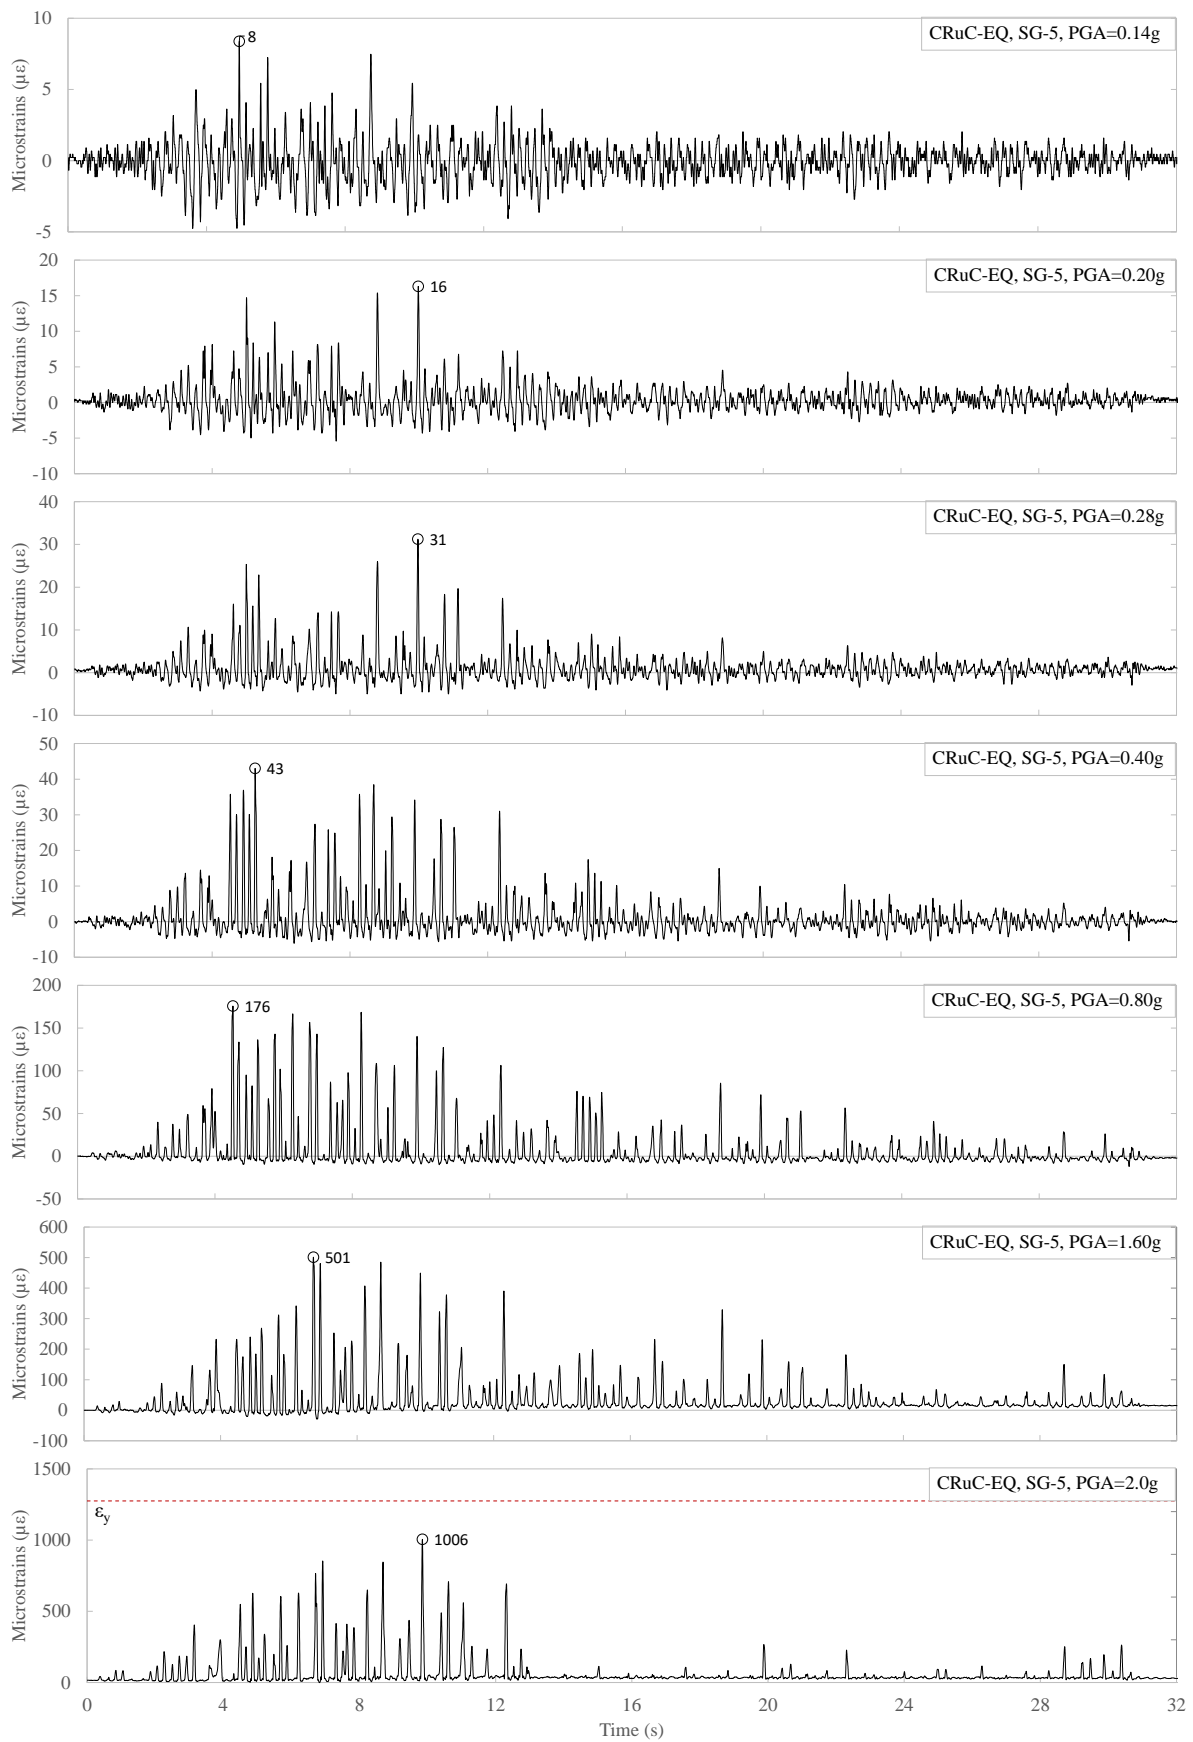 CRuC-EQ, SG-5, PGA=0.14g
Microstrains (με)
10
5
0
-5
8
CRuC-EQ, SG-5, PGA=0.20g
Microstrains (με)
20
15
10
5
0
-5
-10
16
CRuC-EQ, SG-5, PGA=0.28g
Microstrains (με)
40
30
20
10
0
-10
31
CRuC-EQ, SG-5, PGA=0.40g
Microstrains (με)
50
40
30
20
10
0
-10
43
CRuC-EQ, SG-5, PGA=0.80g
Microstrains (με)
200
150
100
50
0
-50
176
CRuC-EQ, SG-5, PGA=1.60g
Microstrains (με)
600
500
400
300
200
100
0
-100
501
CRuC-EQ, SG-5, PGA=2.0g
Microstrains (με)
1500
1000
500
0
εy
1006
0 4 8 12 16 20 24 28 32
Time (s)